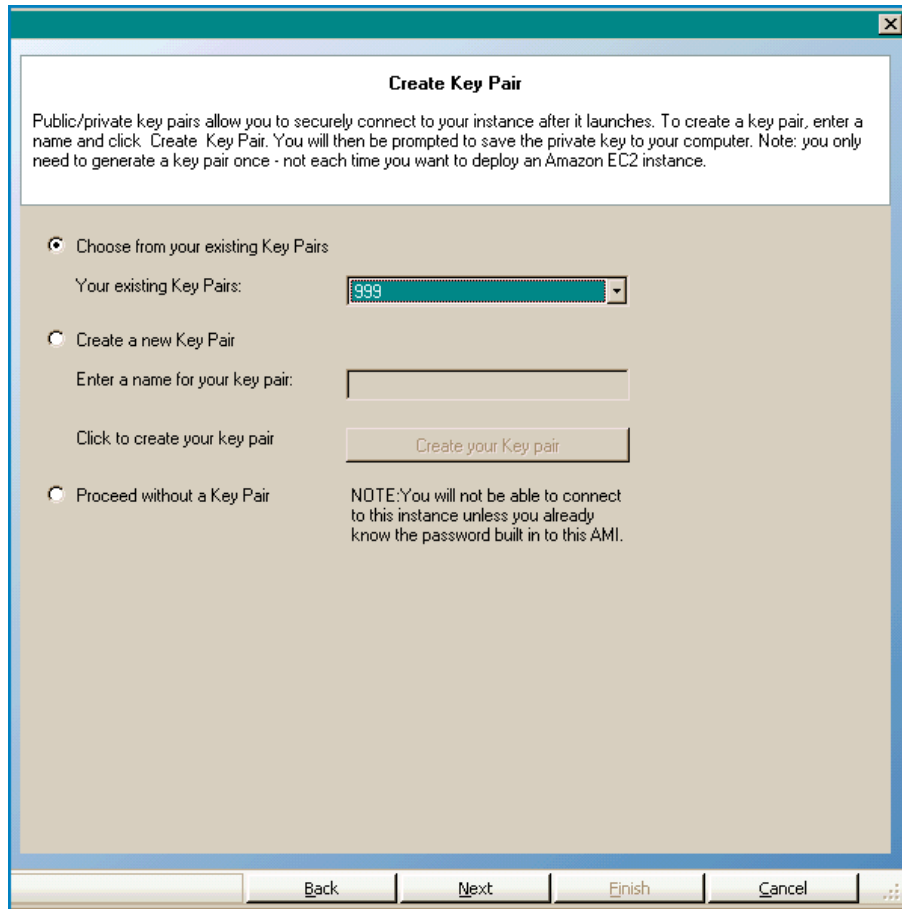 Create Key Pair
Public/private key pairs allow you to securely connect to your instance after it launches. To create a key pair, enter a
name and click  Create  Key Pair. You will then be prompted to save the private key to your computer. Note: you only
need to generate a key pair once - not each time you want to deploy an Amazon EC2 instance.
Choose from your existing Key Pairs
Your existing Key Pairs:
999
Create a new Key Pair
Enter a name for your key pair:
Click to create your key pair
Create your Key pair
Proceed without a Key Pair
NOTE:You will not be able to connect
to this instance unless you already
know the password built in to this AMI.
Back
Next
Finish
Cancel